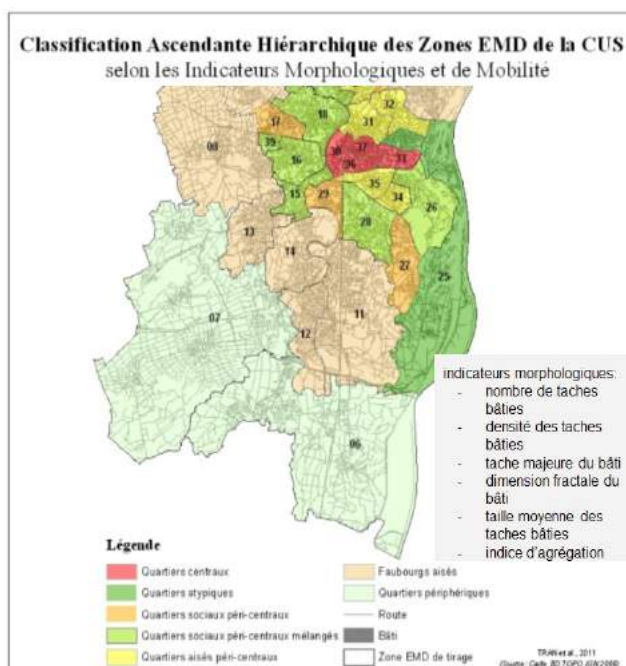 Classification Ascendante Hiérarchique des Zones EMD de la CUS
selon les Indicateurs Morphologiques et de Mobilité
32
18
31
17
37
08
39
38
33
16
36
35
15
29
34
26
28
13
14
27
25
07
11
12
06
indicateurs morphologiques:
- nombre de taches
bâties
- densité des taches
bâties
- tache majeure du bâti
- dimension fractale du
bâti
- taille moyenne des
taches bâties
- indice d'agrégation
Légende
Quartiers centraux
Quartiers atypiques
Quartiers sociaux péri-centraux
Quartiers sociaux péri-centraux mélangés
Quartiers aisés péri-centraux
Faubourgs aisés
Quartiers périphériques
Route
Bâti
Zone EMD de tirage
TRAN et al., 2011